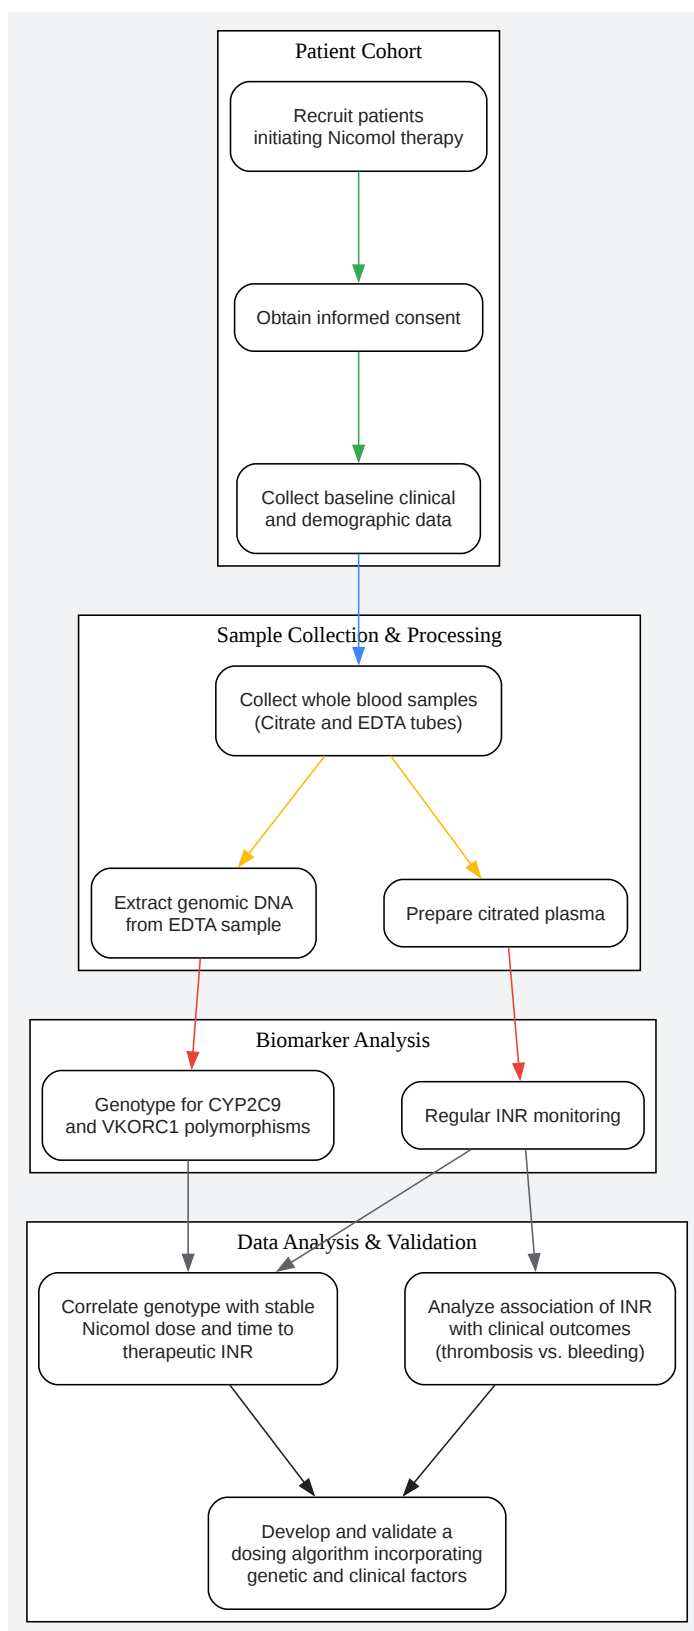 Patient Cohort
Recruit patients
initiating Nicomol therapy
Obtain informed consent
Collect baseline clinical
and demographic data
Sample Collection & Processing
Collect whole blood samples
(Citrate and EDTA tubes)
Extract genomic DNA
from EDTA sample
Prepare citrated plasma
Biomarker Analysis
Genotype for CYP2C9
and VKORC1 polymorphisms
Regular INR monitoring
Data Analysis & Validation
Correlate genotype with stable
Nicomol dose and time to
therapeutic INR
Analyze association of INR
with clinical outcomes
(thrombosis vs. bleeding)
Develop and validate a
dosing algorithm incorporating
genetic and clinical factors